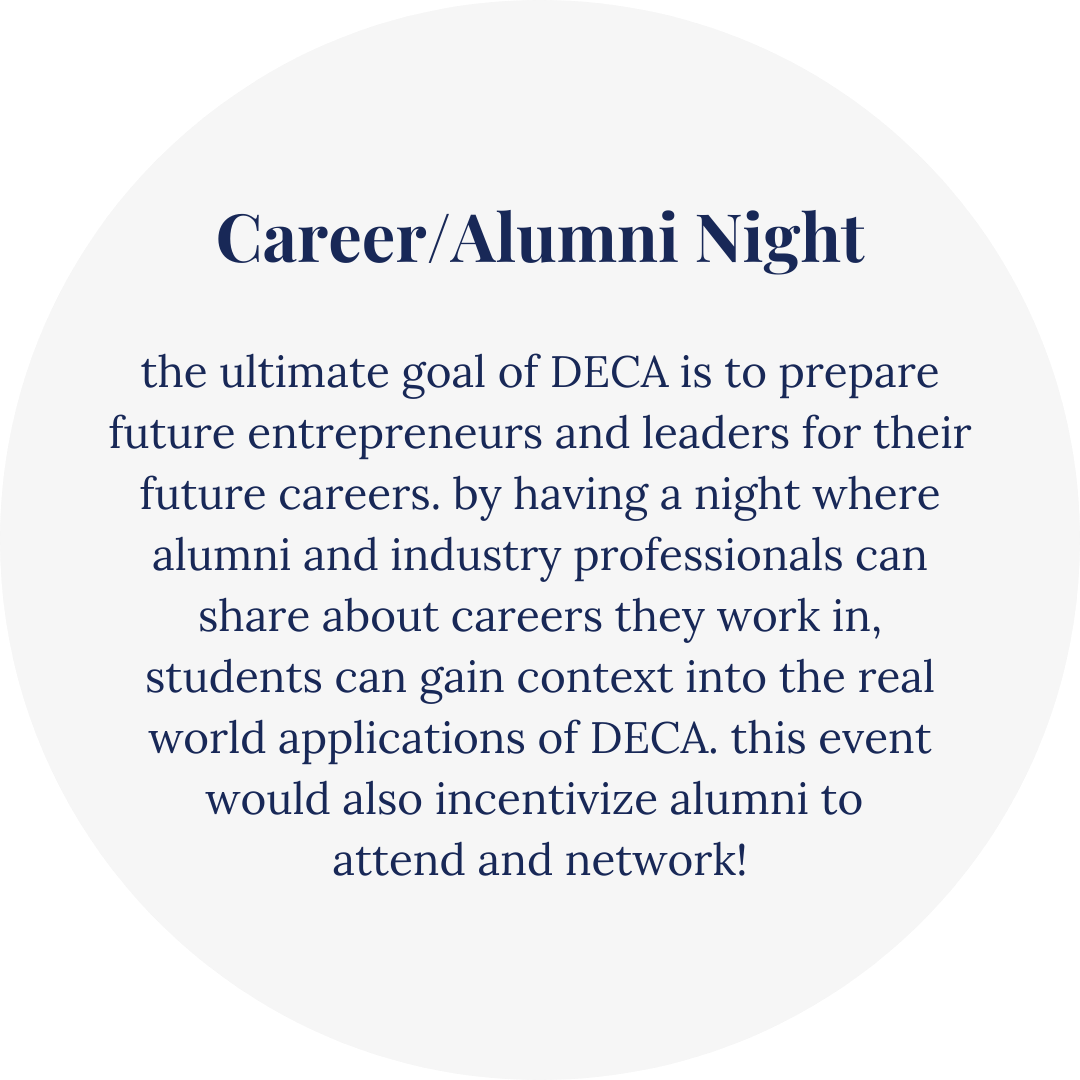 Career/Alumni Night
the ultimate goal of DECA is to prepare
future entrepreneurs and leaders for their
future careers. by having a night where
alumni and industry professionals can
share about careers they work in,
students can gain context into the real
world applications of DECA. this event
would also incentivize alumni to
attend and network!